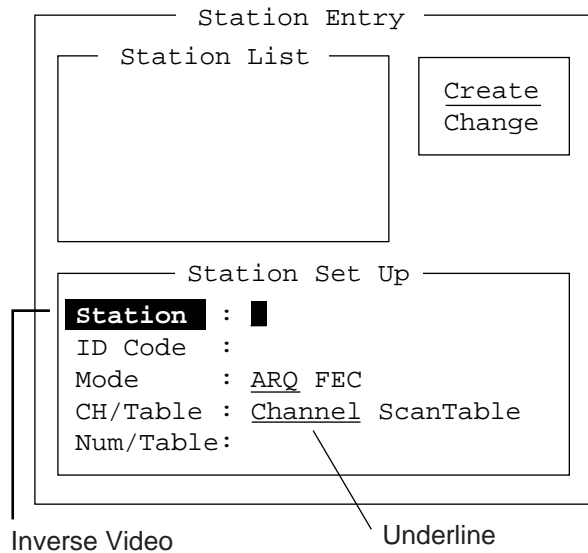 Station Entry
Station List
Create
Change
Station Set Up
Station :
ID Code :
Mode : ARQ FEC
CH/Table : Channel ScanTable
Num/Table:
Inverse Video
Underline